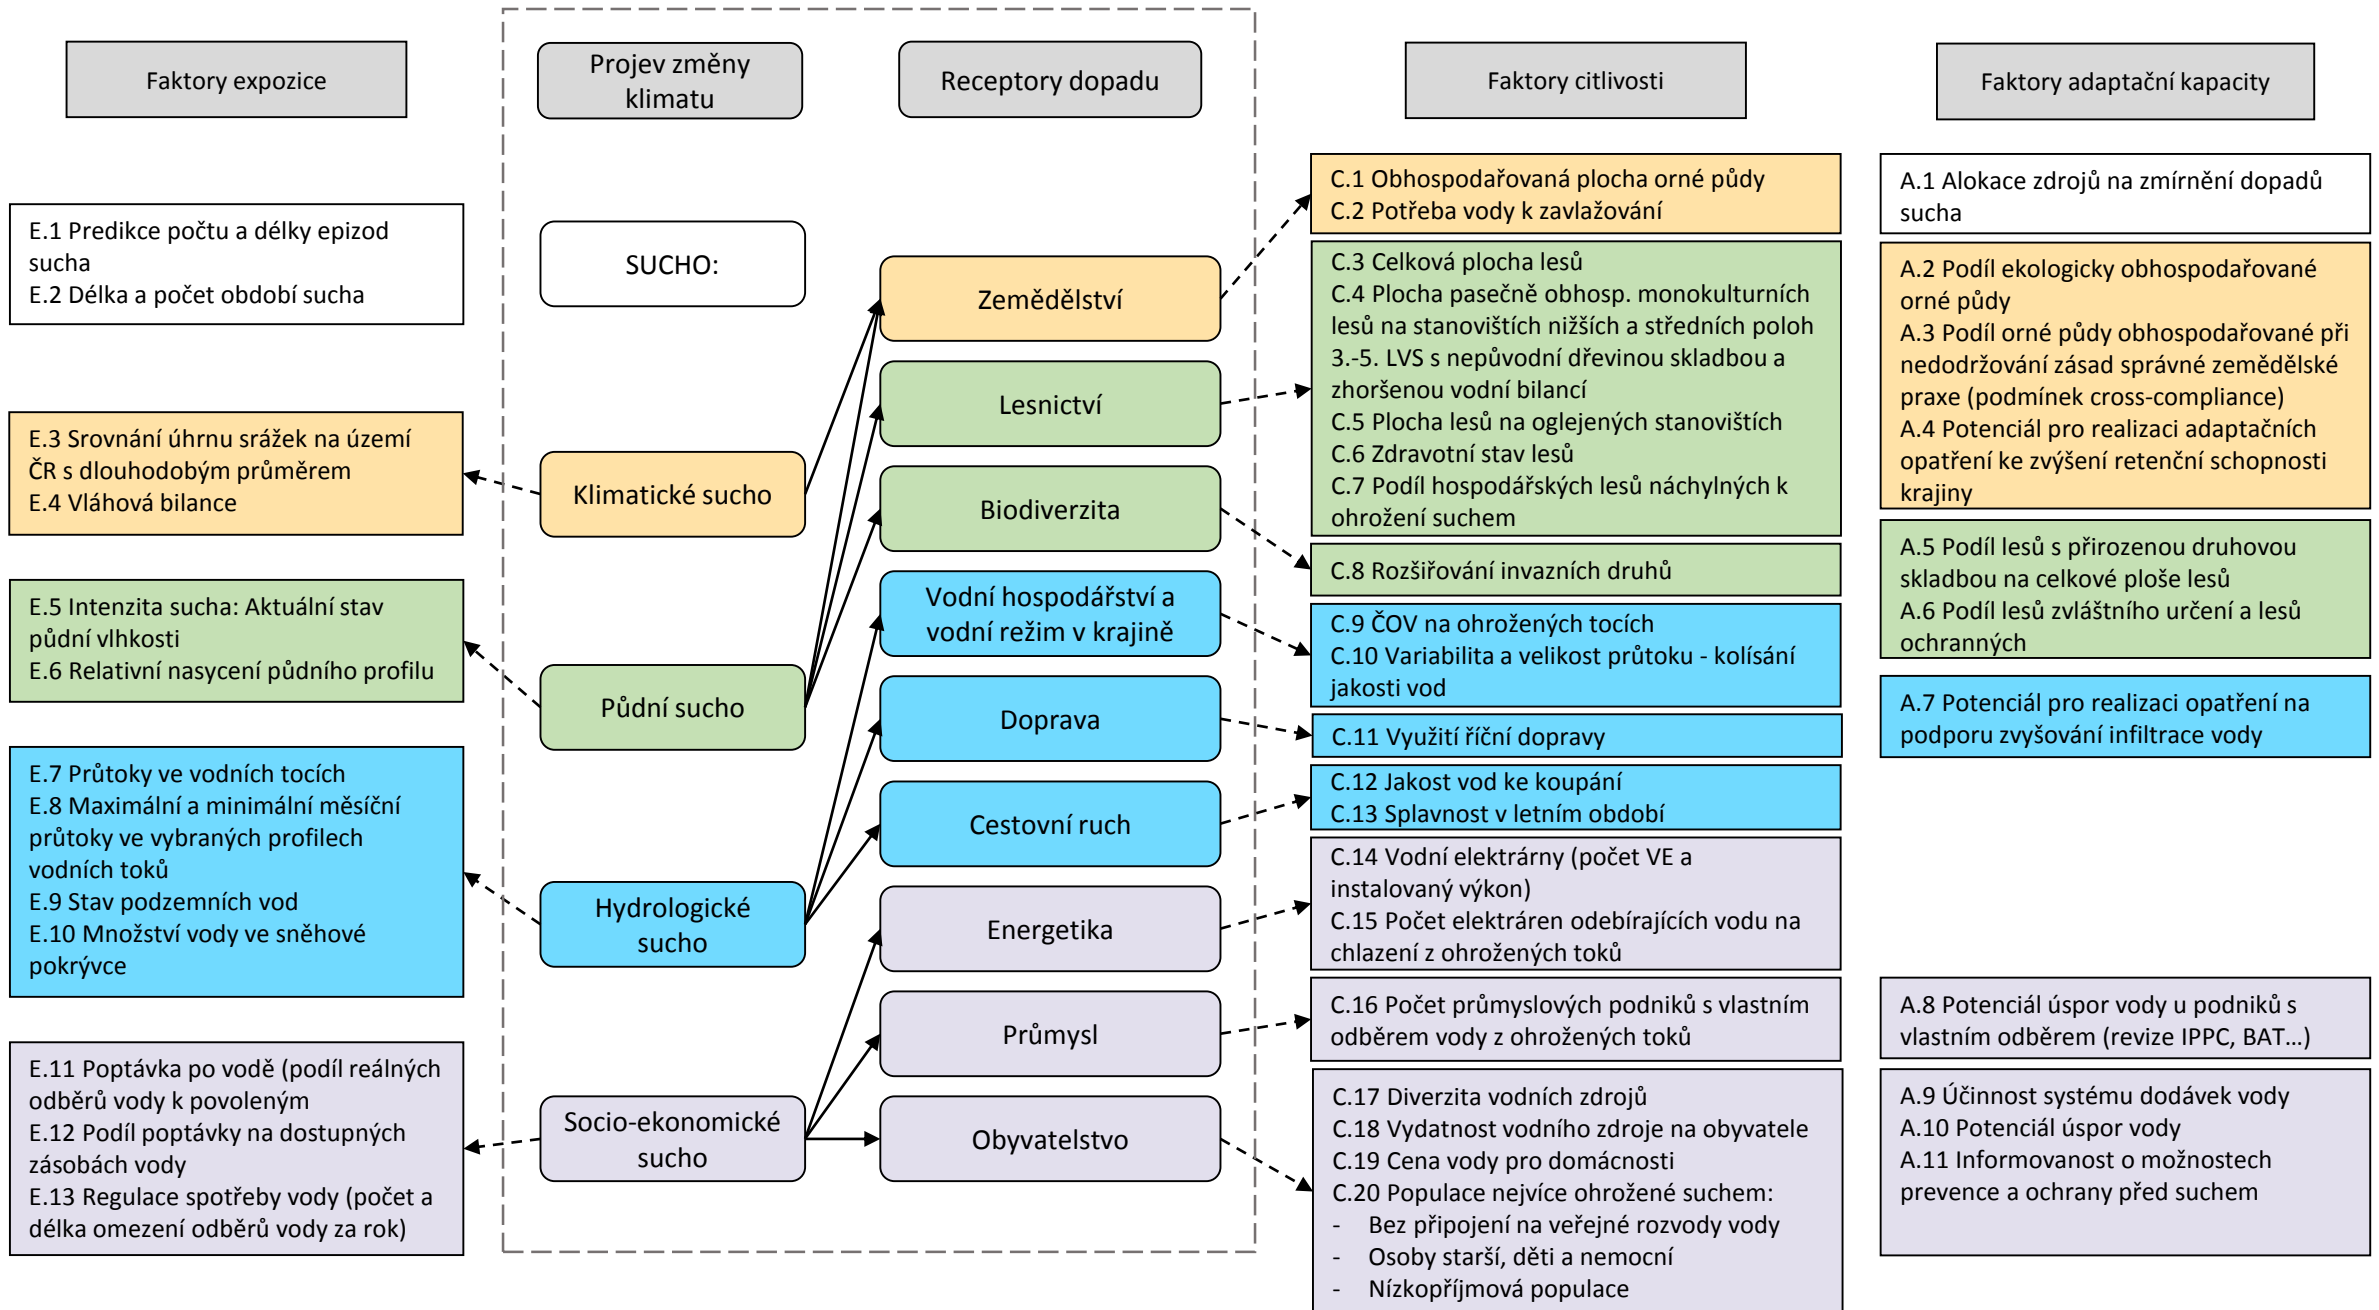 Faktory expozice
Projev změny
klimatu
Receptory dopadu
Faktory citlivosti
Faktory adaptační kapacity
E.1 Predikce počtu a délky epizod
sucha
E.2 Délka a počet období sucha
E.3 Srovnání úhrnu srážek na území
ČR s dlouhodobým průměrem
E.4 Vláhová bilance
E.5 Intenzita sucha: Aktuální stav
půdní vlhkosti
E.6 Relativní nasycení půdního profilu
E.7 Průtoky ve vodních tocích
E.8 Maximální a minimální měsíční
průtoky ve vybraných profilech
vodních toků
E.9 Stav podzemních vod
E.10 Množství vody ve sněhové
pokrývce
E.11 Poptávka po vodě (podíl reálných
odběrů vody k povoleným
E.12 Podíl poptávky na dostupných
zásobách vody
E.13 Regulace spotřeby vody (počet a
délka omezení odběrů vody za rok)
SUCHO:
Klimatické sucho
Půdní sucho
Hydrologické
sucho
Socio-ekonomické
sucho
Zemědělství
Lesnictví
Biodiverzita
Vodní hospodářství a
vodní režim v krajině
Doprava
Cestovní ruch
Energetika
Průmysl
Obyvatelstvo
C.1 Obhospodařovaná plocha orné půdy
C.2 Potřeba vody k zavlažování
C.3 Celková plocha lesů
C.4 Plocha pasečně obhosp. monokulturních
lesů na stanovištích nižších a středních poloh
3.-5. LVS s nepůvodní dřevinou skladbou a
zhoršenou vodní bilancí
C.5 Plocha lesů na oglejených stanovištích
C.6 Zdravotní stav lesů
C.7 Podíl hospodářských lesů náchylných k
ohrožení suchem
C.8 Rozšiřování invazních druhů
C.9 ČOV na ohrožených tocích
C.10 Variabilita a velikost průtoku - kolísání
jakosti vod
C.11 Využití říční dopravy
C.12 Jakost vod ke koupání
C.13 Splavnost v letním období
C.14 Vodní elektrárny (počet VE a
instalovaný výkon)
C.15 Počet elektráren odebírajících vodu na
chlazení z ohrožených toků
C.16 Počet průmyslových podniků s vlastním
odběrem vody z ohrožených toků
C.17 Diverzita vodních zdrojů
C.18 Vydatnost vodního zdroje na obyvatele
C.19 Cena vody pro domácnosti
C.20 Populace nejvíce ohrožené suchem:
- Bez připojení na veřejné rozvody vody
- Osoby starší, děti a nemocní
- Nízkopříjmová populace
A.1 Alokace zdrojů na zmírnění dopadů
sucha
A.2 Podíl ekologicky obhospodařované
orné půdy
A.3 Podíl orné půdy obhospodařované při
nedodržování zásad správné zemědělské
praxe (podmínek cross-compliance)
A.4 Potenciál pro realizaci adaptačních
opatření ke zvýšení retenční schopnosti
krajiny
A.5 Podíl lesů s přirozenou druhovou
skladbou na celkové ploše lesů
A.6 Podíl lesů zvláštního určení a lesů
ochranných
A.7 Potenciál pro realizaci opatření na
podporu zvyšování infiltrace vody
A.8 Potenciál úspor vody u podniků s
vlastním odběrem (revize IPPC, BAT...)
A.9 Účinnost systému dodávek vody
A.10 Potenciál úspor vody
A.11 Informovanost o možnostech
prevence a ochrany před suchem